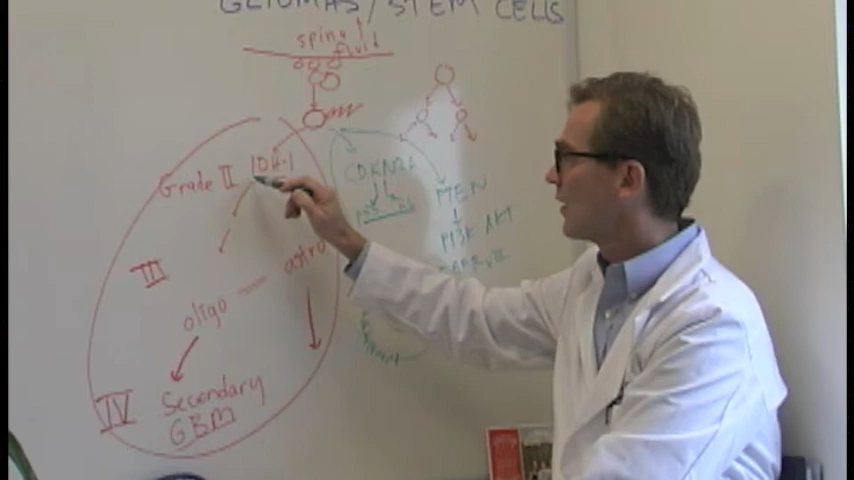 GLIOMAS / STEM CELLS
spinal
fluid
IDH-1
Grade II
CDKN2A
PTEN
PI3K AKT
III
astro
oligo
IV
Secondary
GBM